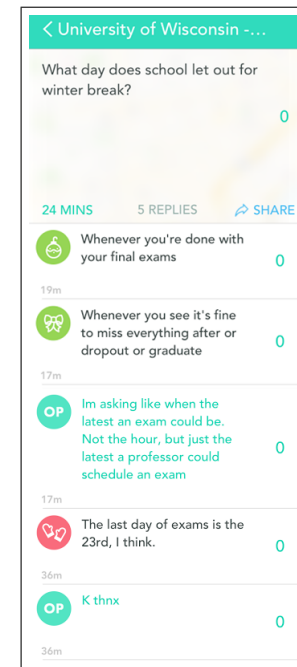 University of Wisconsin -...
What day does school let out for
winter break?
0
24 MINS 5 REPLIES SHARE
Whenever you're done with
your final exams
0
19m
Whenever you see it's fine
to miss everything after or
dropout or graduate
0
17m
OP
Im asking like when the
latest an exam could be.
Not the hour, but just the
latest a professor could
schedule an exam
0
17m
The last day of exams is the
23rd, I think.
0
36m
OP
K thnx
0
36m